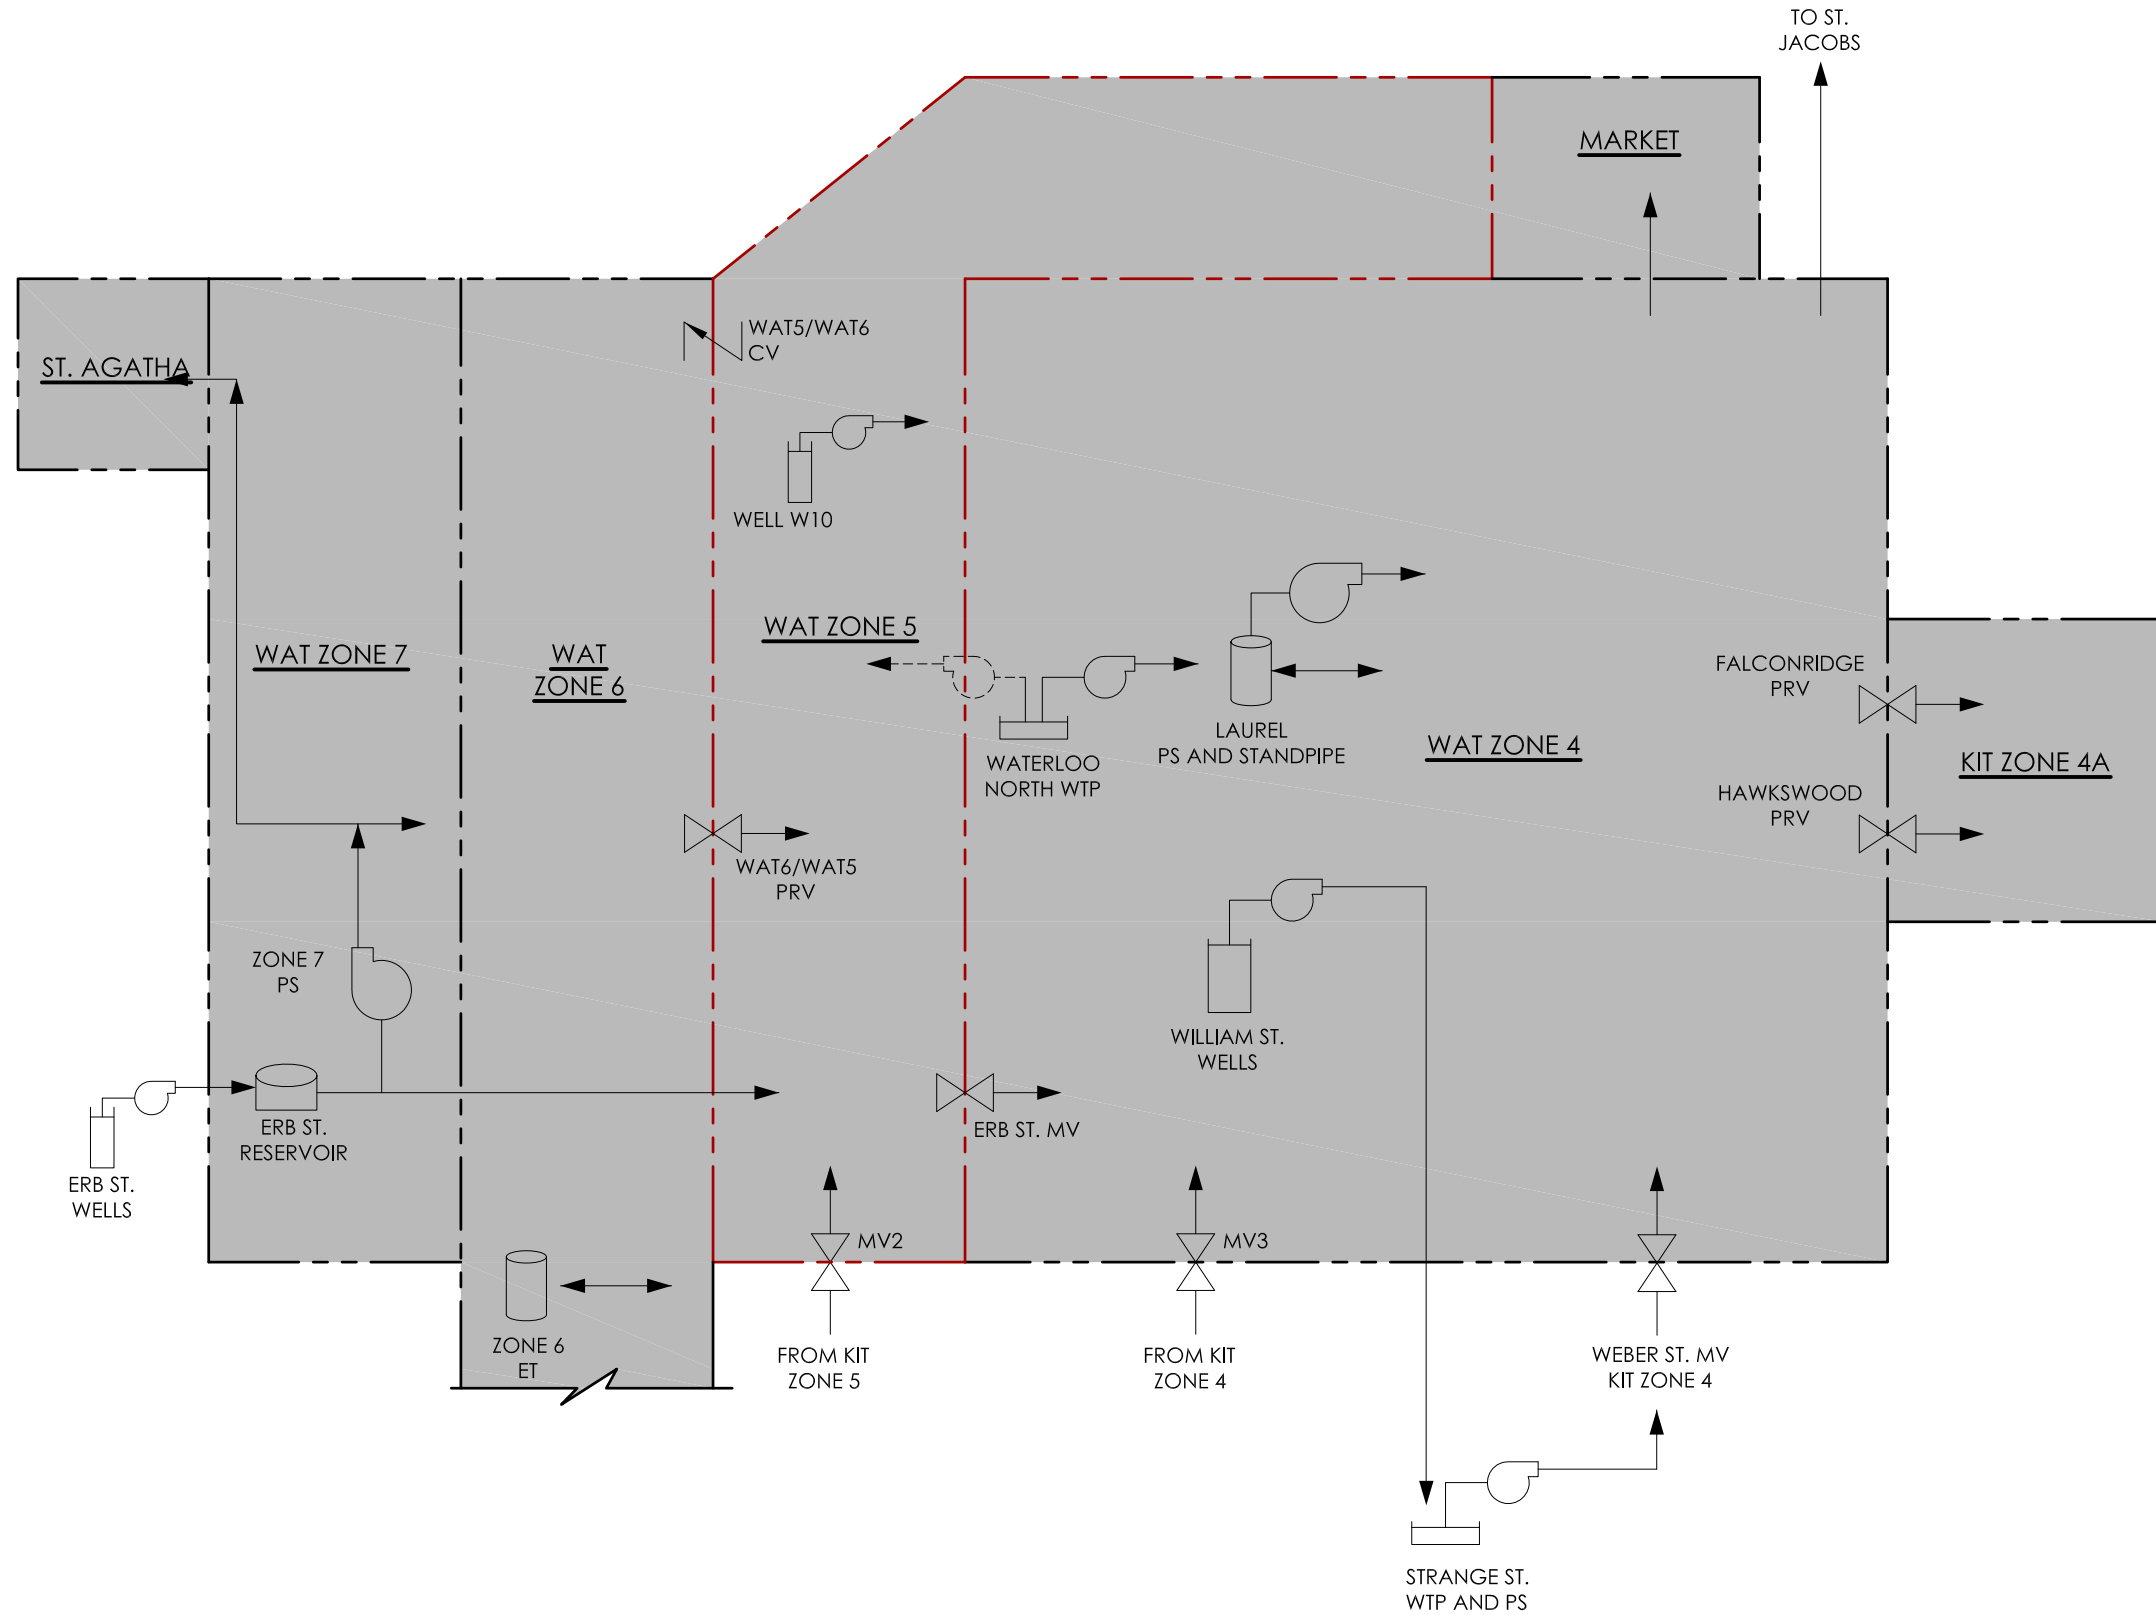 TO ST.
JACOBS
MARKET
WAT5/WAT6
CV
ST. AGATHA
WELL W10
WAT ZONE 5
WAT ZONE 7
WAT
ZONE 6
FALCONRIDGE
PRV
LAUREL
PS AND STANDPIPE
WAT ZONE 4
WATERLOO
NORTH WTP
KIT ZONE 4A
HAWKSWOOD
PRV
WAT6/WAT5
PRV
ZONE 7
PS
WILLIAM ST.
WELLS
ERB ST.
RESERVOIR
ERB ST. MV
ERB ST.
WELLS
MV2
MV3
ZONE 6
ET
FROM KIT
ZONE 5
FROM KIT
ZONE 4
WEBER ST. MV
KIT ZONE 4
STRANGE ST.
WTP AND PS